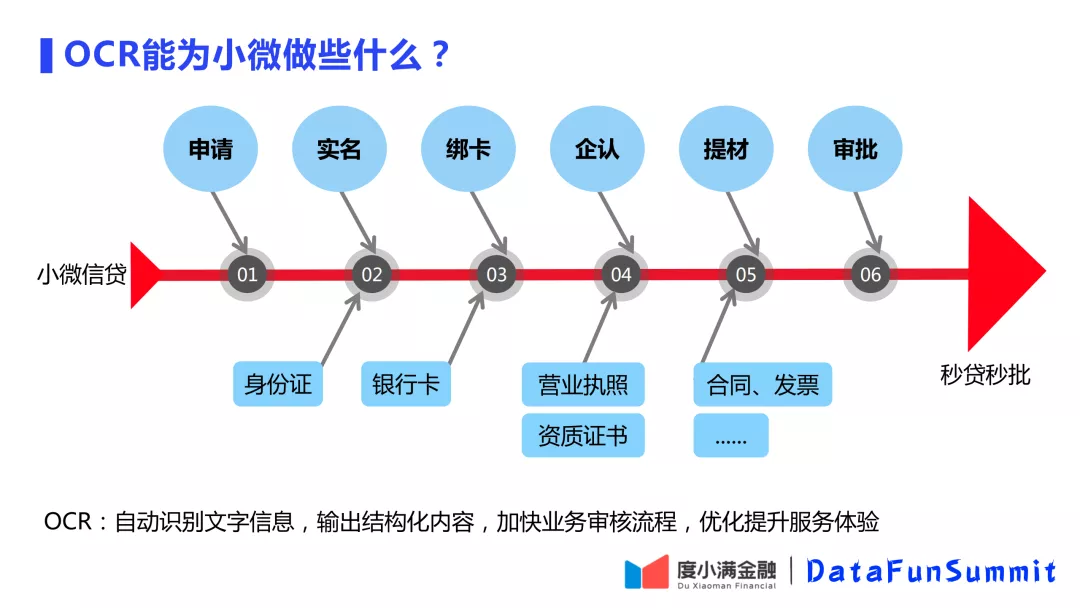 OCR能为小微做些什么？
申请
实名
绑卡
企认
提材
审批
小微信贷
01
02
03
04
05
06
身份证
银行卡
营业执照
资质证书
合同、发票
......
秒贷秒批
OCR：自动识别文字信息，输出结构化内容，加快业务审核流程，优化提升服务体验
度小满金融
Du Xiaoman Financial
DataFunSummit